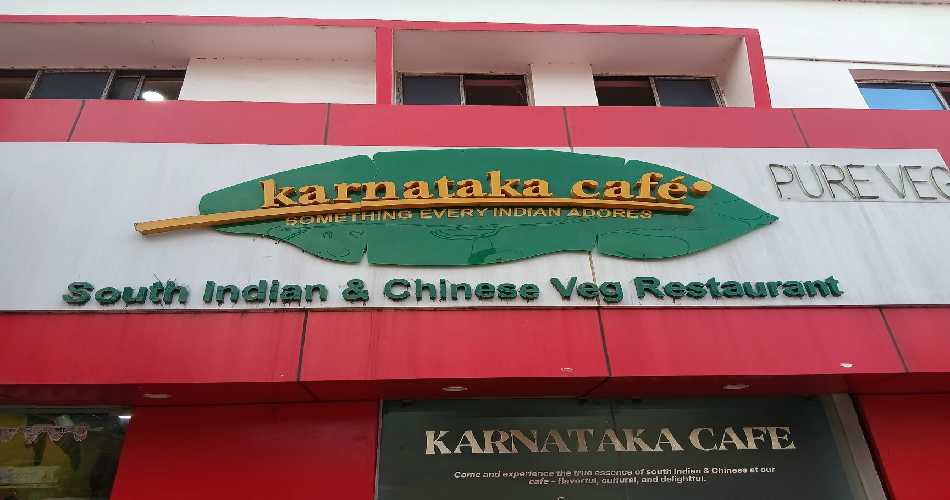 karnataka café
PURE VEG
SOMETHING EVERY INDIAN ADORES
South Indian & Chinese Veg Restaurant
KARNATAKA CAFE
Come and experience the true essence of south Indian & Chinese at our
cafe - flavorful, cultural, and delightful.